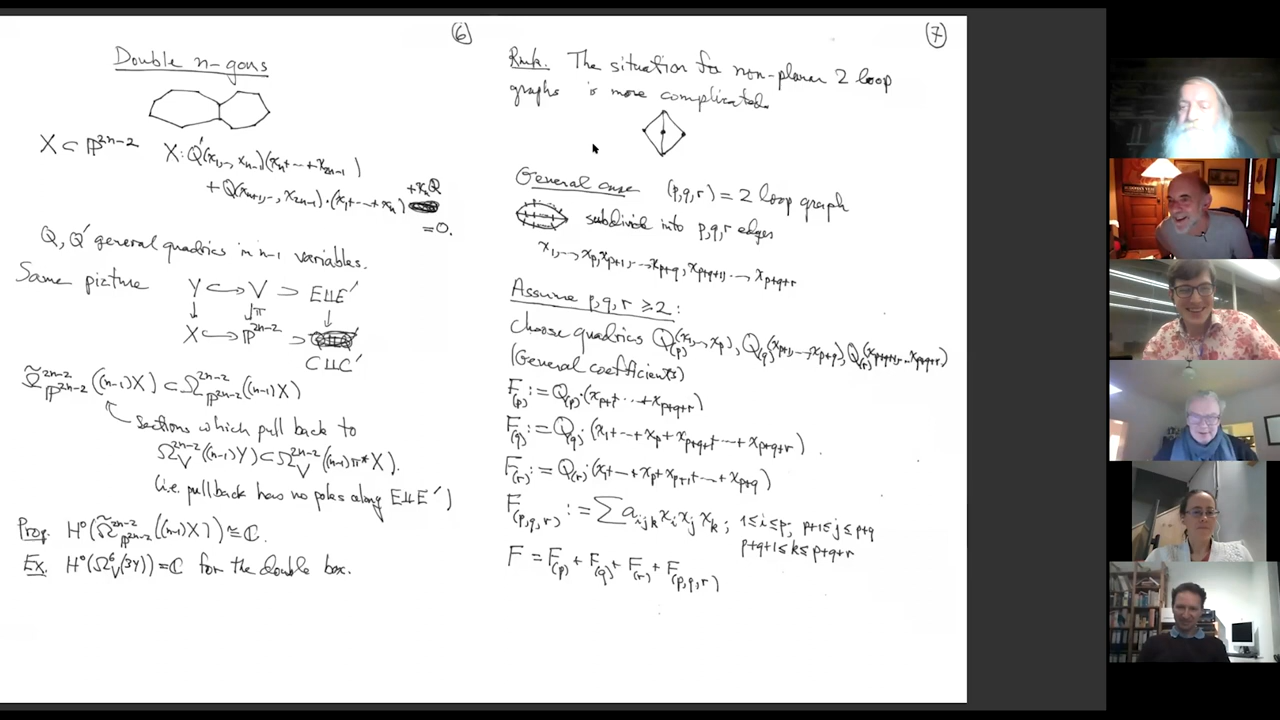 ⑥
Double n-gons
X ⊂ ℙ^{2n-2} X: Q'(x_1, -, x_{n-1})(x_n + -- + x_{2n-1})
+ Q(x_{n+1}, -, x_{2n-1})·(x_1 + -- + x_n) + x_n Q
= 0.
Q, Q' general quadrics in n-1 variables.
Same picture Y ↪ V ⊃ E⊔E'
↓ ↓π ↓
X ↪ ℙ^{2n-2} ⊃
C⊔C'
Ω̃^{2n-2}_{ℙ^{2n-2}}((n-1)X) ⊂ Ω^{2n-2}_{ℙ^{2n-2}}((n-1)X)
sections which pull back to
Ω^{2n-2}_V((n-1)Y) ⊂ Ω^{2n-2}_V((n-1)π*X).
(i.e. pullback has no poles along E⊔E')
Prop. H⁰(Ω̃^{2n-2}_{ℙ^{2n-2}}((n-1)X)) ≅ ℂ.
Ex. H⁰(Ω^6_V(3Y)) = ℂ for the double box.
⑦
Rmk. The situation for non-planar 2 loop
graphs is more complicated.
General case (p,q,r) = 2 loop graph
subdivide into p,q,r edges
x_1, --, x_p, x_{p+1}, --, x_{p+q}, x_{p+q+1}, --, x_{p+q+r}
Assume p,q,r ≥ 2:
Choose quadrics Q_{(p)}(x_1, -, x_p), Q_{(q)}(x_{p+1}, --, x_{p+q}), Q_{(r)}(x_{p+q+1}, -, x_{p+q+r})
(General coefficients)
F_{(p)} := Q_{(p)}·(x_{p+1} + --- + x_{p+q+r})
F_{(q)} := Q_{(q)}·(x_1 + -- + x_p + x_{p+q+1} + -- + x_{p+q+r})
F_{(r)} := Q_{(r)}·(x_1 + -- + x_p + x_{p+1} + -- + x_{p+q})
F_{(p,q,r)} := ∑ a_{ijk} x_i x_j x_k ; 1≤i≤p, p+1≤j≤p+q
p+q+1≤k≤p+q+r
F = F_{(p)} + F_{(q)} + F_{(r)} + F_{(p,q,r)}